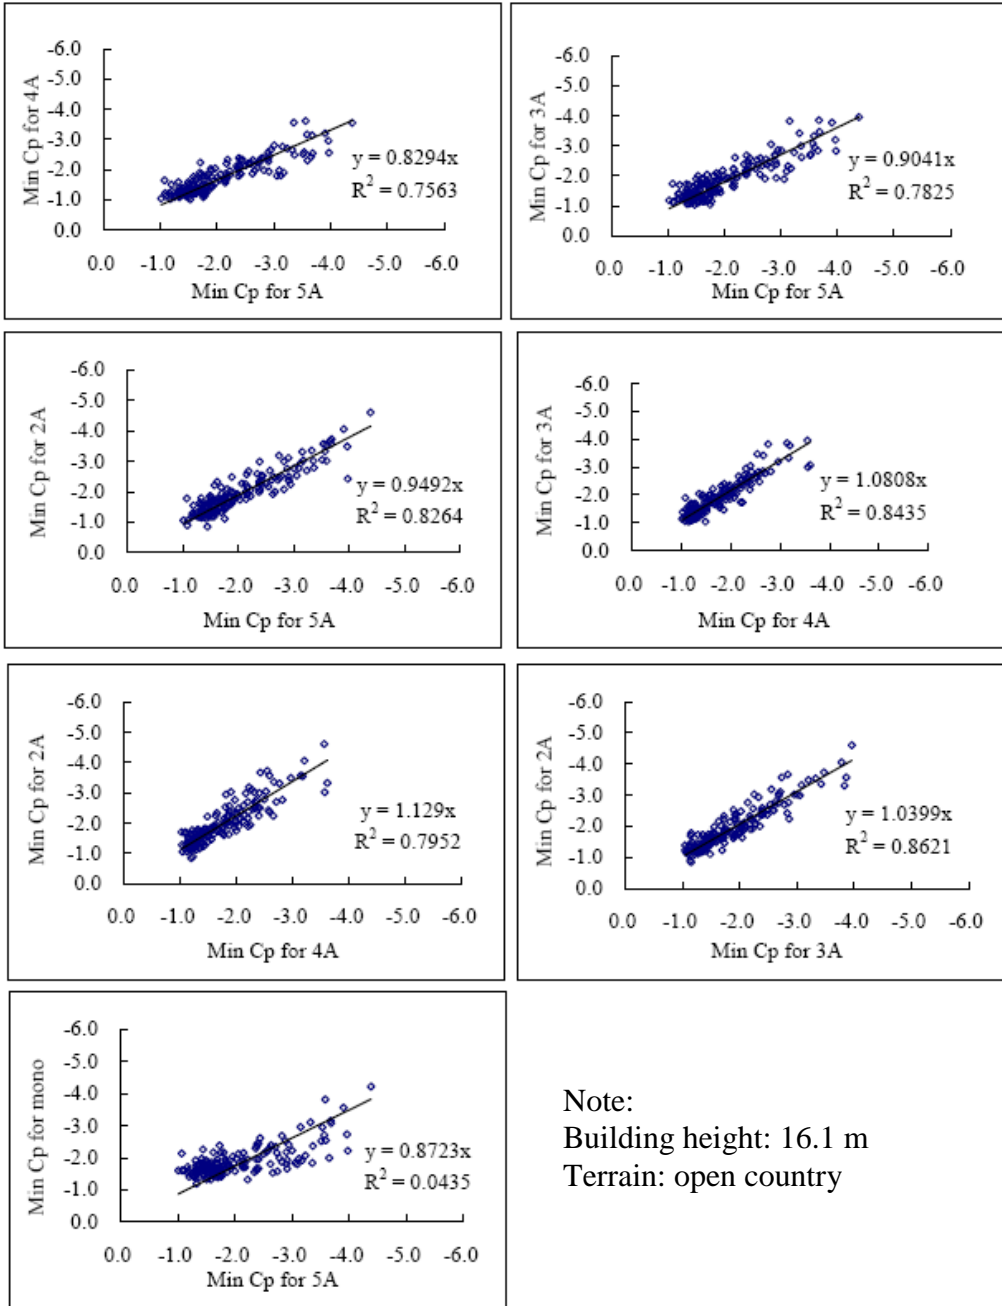 -6.0
-5.0
-4.0
-3.0
-2.0
-1.0
0.0
Min Cp for 4A
y = 0.8294x
R² = 0.7563
0.0 -1.0 -2.0 -3.0 -4.0 -5.0 -6.0
Min Cp for 5A
-6.0
-5.0
-4.0
-3.0
-2.0
-1.0
0.0
Min Cp for 3A
y = 0.9041x
R² = 0.7825
0.0 -1.0 -2.0 -3.0 -4.0 -5.0 -6.0
Min Cp for 5A
-6.0
-5.0
-4.0
-3.0
-2.0
-1.0
0.0
Min Cp for 2A
y = 0.9492x
R² = 0.8264
0.0 -1.0 -2.0 -3.0 -4.0 -5.0 -6.0
Min Cp for 5A
-6.0
-5.0
-4.0
-3.0
-2.0
-1.0
0.0
Min Cp for 3A
y = 1.0808x
R² = 0.8435
0.0 -1.0 -2.0 -3.0 -4.0 -5.0 -6.0
Min Cp for 4A
-6.0
-5.0
-4.0
-3.0
-2.0
-1.0
0.0
Min Cp for 2A
y = 1.129x
R² = 0.7952
0.0 -1.0 -2.0 -3.0 -4.0 -5.0 -6.0
Min Cp for 4A
-6.0
-5.0
-4.0
-3.0
-2.0
-1.0
0.0
Min Cp for 2A
y = 1.0399x
R² = 0.8621
0.0 -1.0 -2.0 -3.0 -4.0 -5.0 -6.0
Min Cp for 3A
-6.0
-5.0
-4.0
-3.0
-2.0
-1.0
0.0
Min Cp for mono
y = 0.8723x
R² = 0.0435
0.0 -1.0 -2.0 -3.0 -4.0 -5.0 -6.0
Min Cp for 5A
Note:
Building height: 16.1 m
Terrain: open country